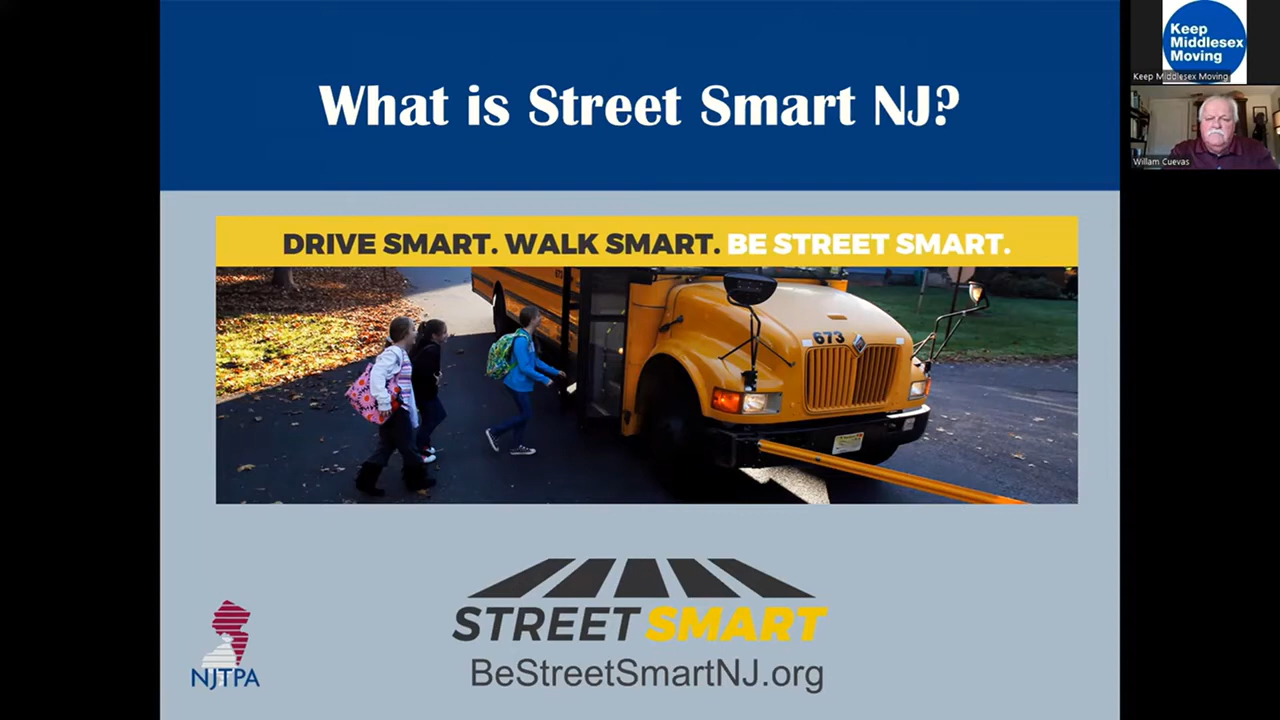 What is Street Smart NJ?
DRIVE SMART. WALK SMART. BE STREET SMART.
673
STREET SMART
BeStreetSmartNJ.org
NJTPA
Keep
Middlesex
Moving
Keep Middlesex Moving
Willam Cuevas